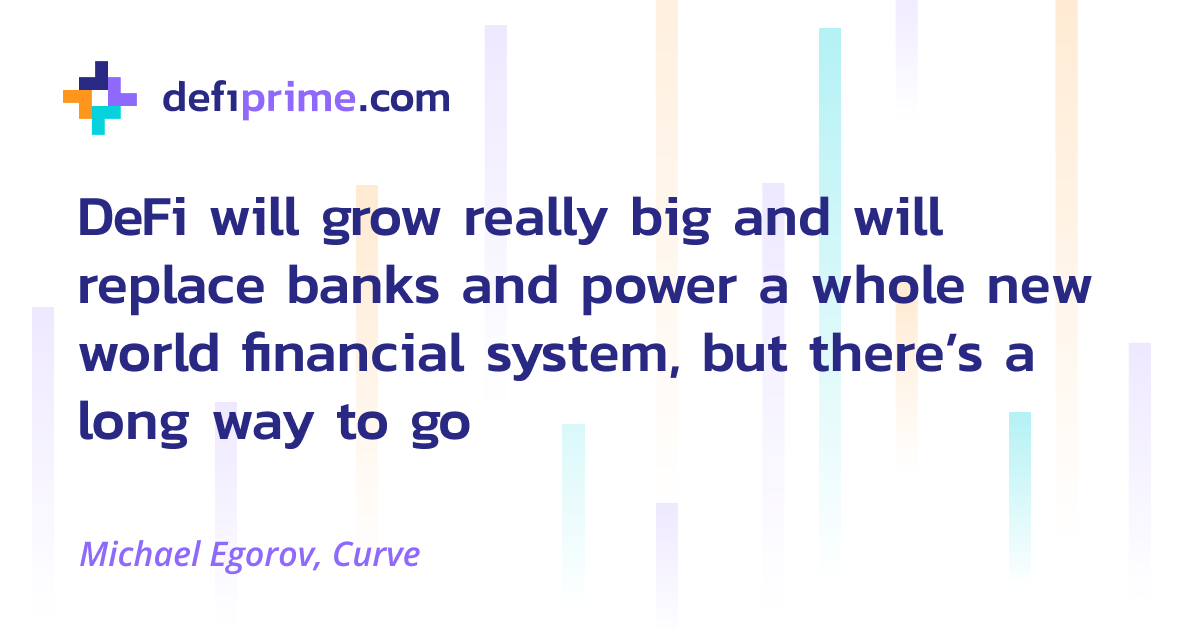 defiprime.com
DeFi will grow really big and will
replace banks and power a whole new
world financial system, but there’s a
long way to go
Michael Egorov, Curve